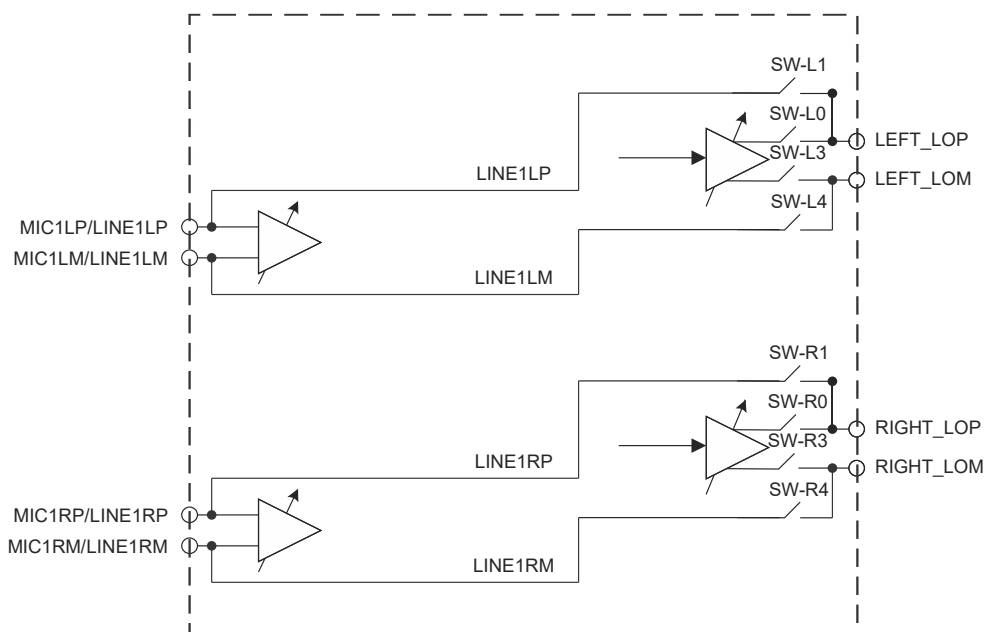 SW-L1
SW-L0
LEFT_LOP
SW-L3
LINE1LP
LEFT_LOM
SW-L4
MIC1LP/LINE1LP
MIC1LM/LINE1LM
LINE1LM
SW-R1
SW-R0
RIGHT_LOP
SW-R3
LINE1RP
RIGHT_LOM
SW-R4
MIC1RP/LINE1RP
MIC1RM/LINE1RM
LINE1RM